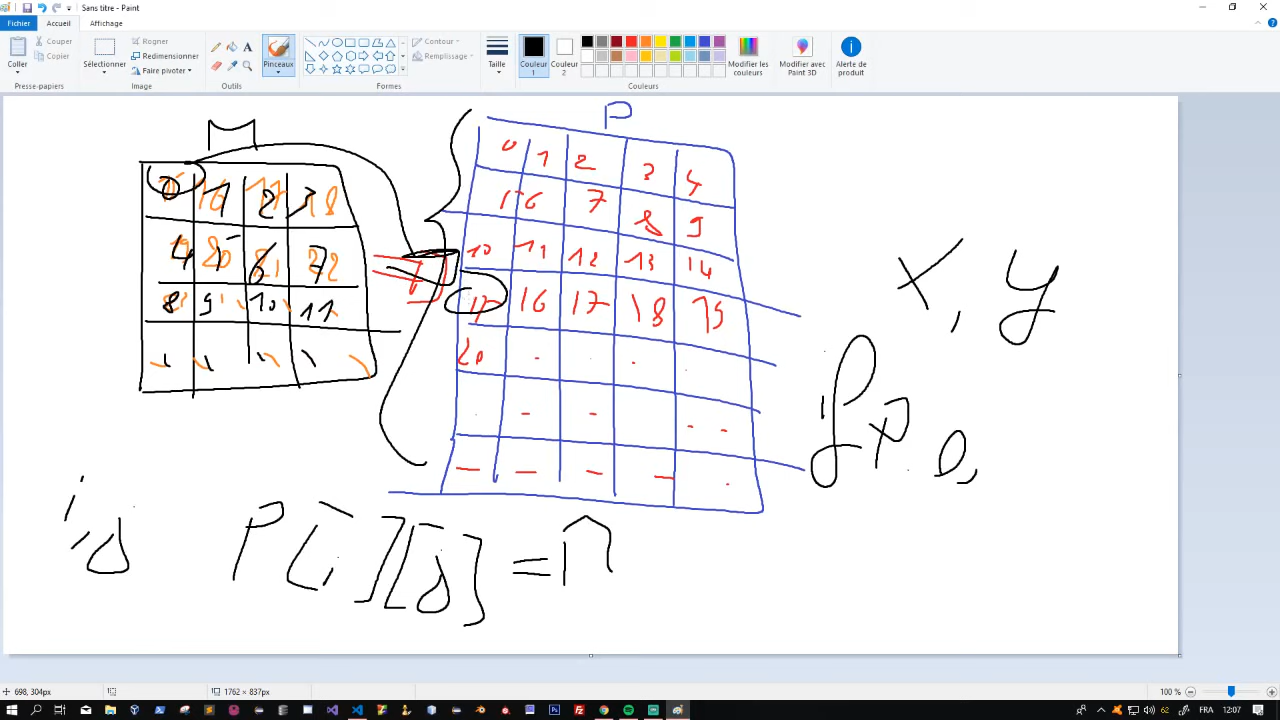 Sans titre - Paint
Fichier Accueil Affichage
Coller
Couper
Copier
Presse-papiers
Sélectionner
Rogner
Redimensionner
Faire pivoter
Image
Outils
Pinceaux
Formes
Contour
Remplissage
Taille
Couleur 1
Couleur 2
Couleurs
Modifier les couleurs
Modifier avec Paint 3D
Alerte de produit
M
0 1 2 3
4 5 6 7
8 9 10 11
P
0 1 2 3 4
5 6 7 8 9
10 11 12 13 14
15 16 17 18 19
20
x, y
i, j
P[i][j] = M
698, 304px
1762 × 837px
100 %
62
FRA
12:07